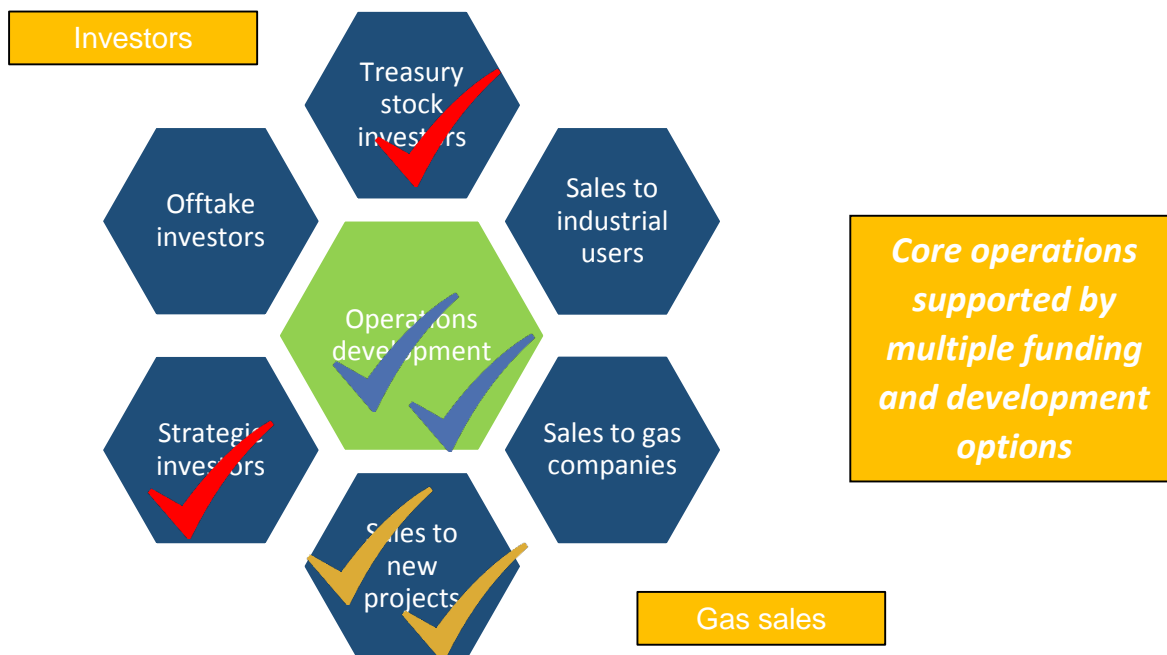 Investors
Treasury
stock
investors
Offtake
investors
Sales to
industrial
users
Operations
development
Core operations
supported by
multiple funding
and development
options
Strategic
investors
Sales to gas
companies
Sales to
new
projects
Gas sales